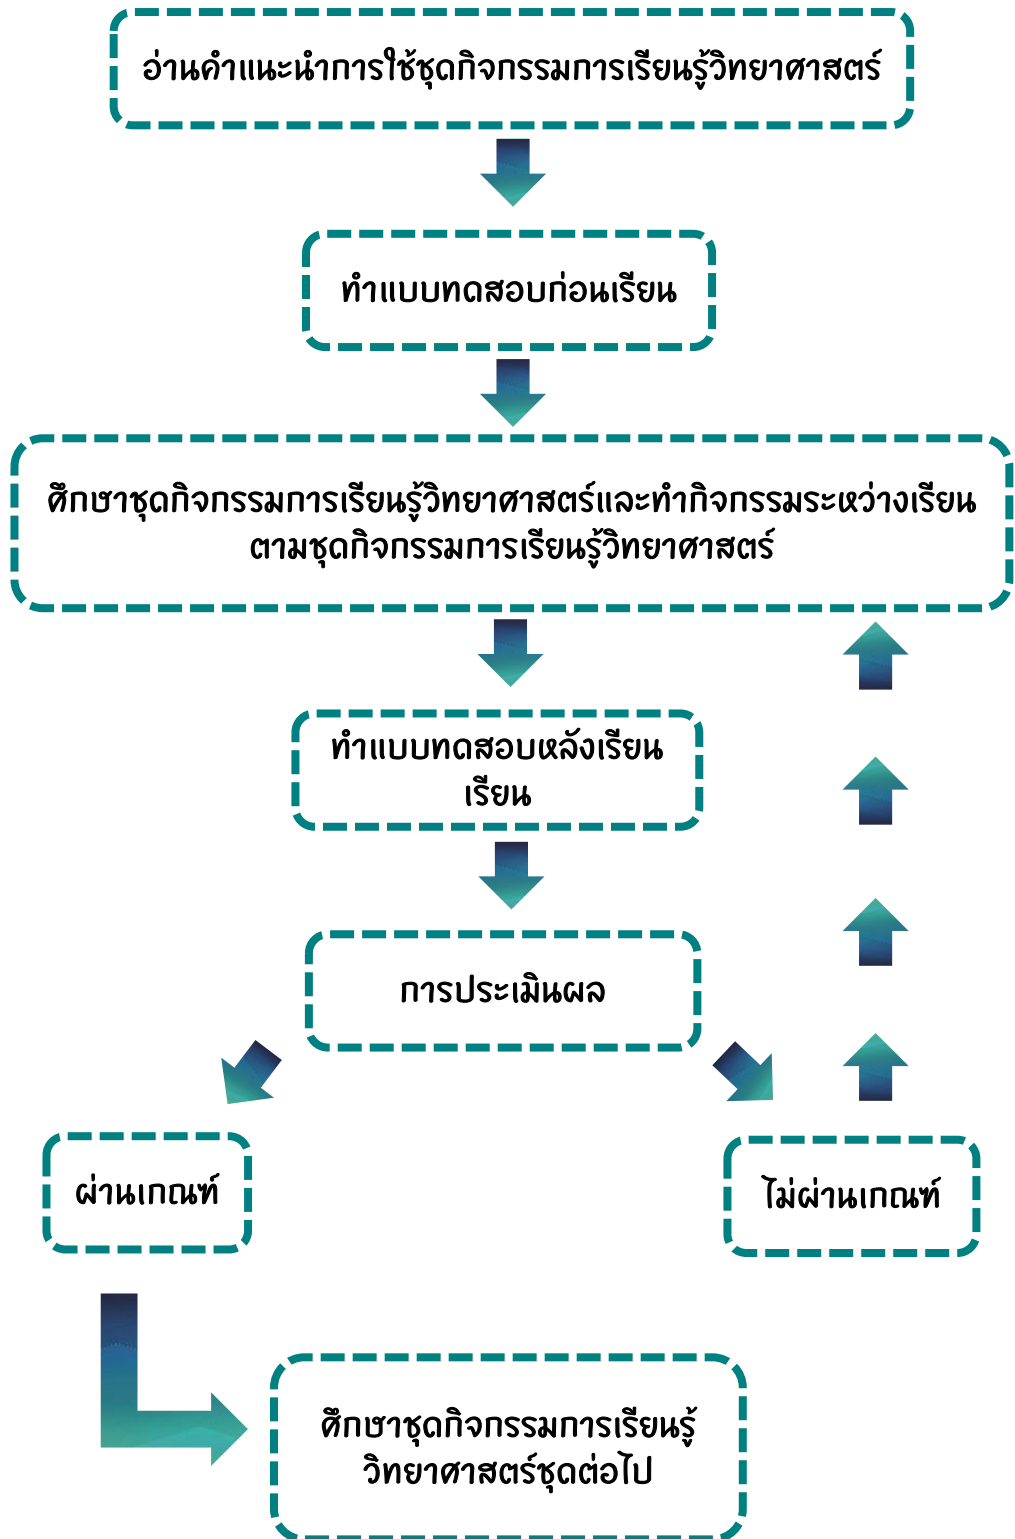 อ่านคำแนะนำการใช้ชุดกิจกรรมการเรียนรู้วิทยาศาสตร์
ทำแบบทดสอบก่อนเรียน
ศึกษาชุดกิจกรรมการเรียนรู้วิทยาศาสตร์และทำกิจกรรมระหว่างเรียน
ตามชุดกิจกรรมการเรียนรู้วิทยาศาสตร์
ทำแบบทดสอบหลังเรียน
เรียน
การประเมินผล
ผ่านเกณฑ์
ไม่ผ่านเกณฑ์
ศึกษาชุดกิจกรรมการเรียนรู้
วิทยาศาสตร์ชุดต่อไป